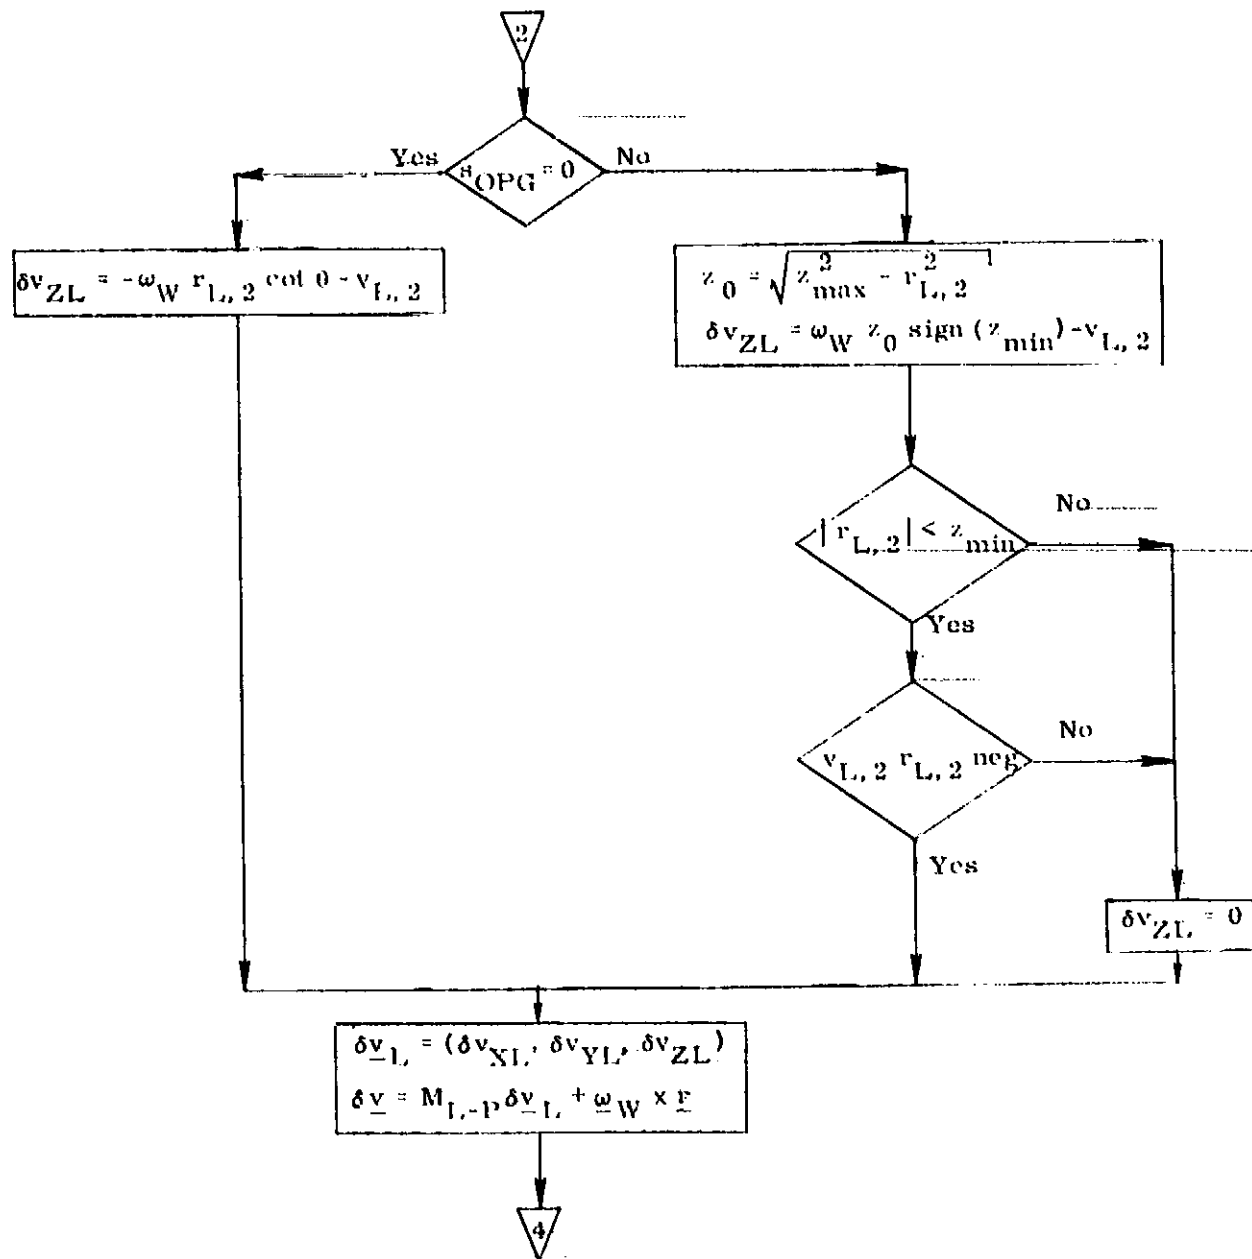 2
Yes
s_OPG = 0
No
δv_ZL = -ω_W r_L,2 cot θ - v_L,2
z_0 = √(z_max^2 - r_L,2^2)
δv_ZL = ω_W z_0 sign (z_min) - v_L,2
|r_L,2| < z_min
No
Yes
v_L,2 r_L,2 neg
No
Yes
δv_ZL = 0
δv_L = (δv_XL, δv_YL, δv_ZL)
δv = M_L-P δv_L + ω_W x r
4